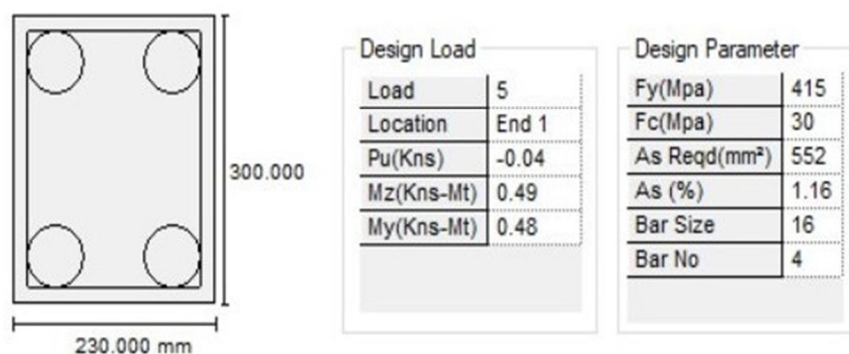 300.000
230.000 mm
Design Load
Load 5
Location End 1
Pu(Kns) -0.04
Mz(Kns-Mt) 0.49
My(Kns-Mt) 0.48
Design Parameter
Fy(Mpa) 415
Fc(Mpa) 30
As Reqd(mm²) 552
As (%) 1.16
Bar Size 16
Bar No 4